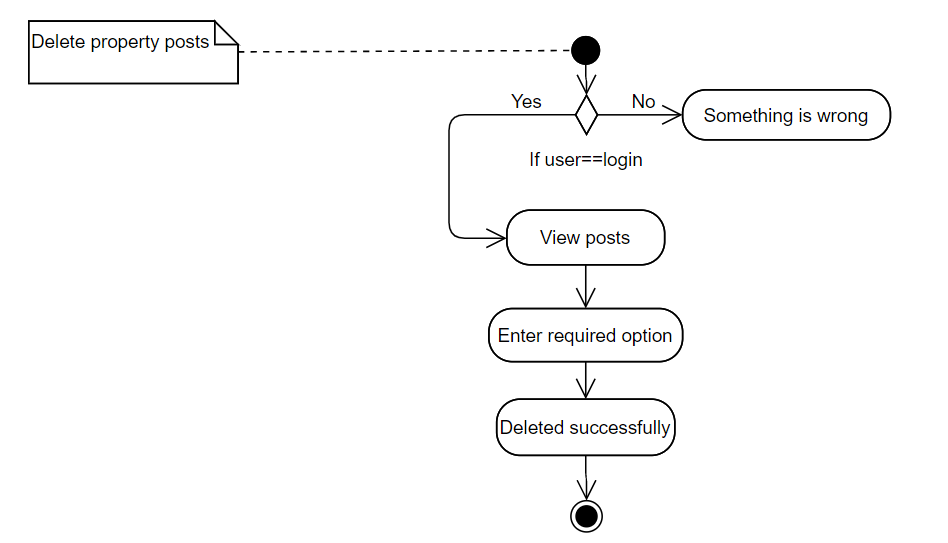 Delete property posts
Yes
No
Something is wrong
If user==login
View posts
Enter required option
Deleted successfully